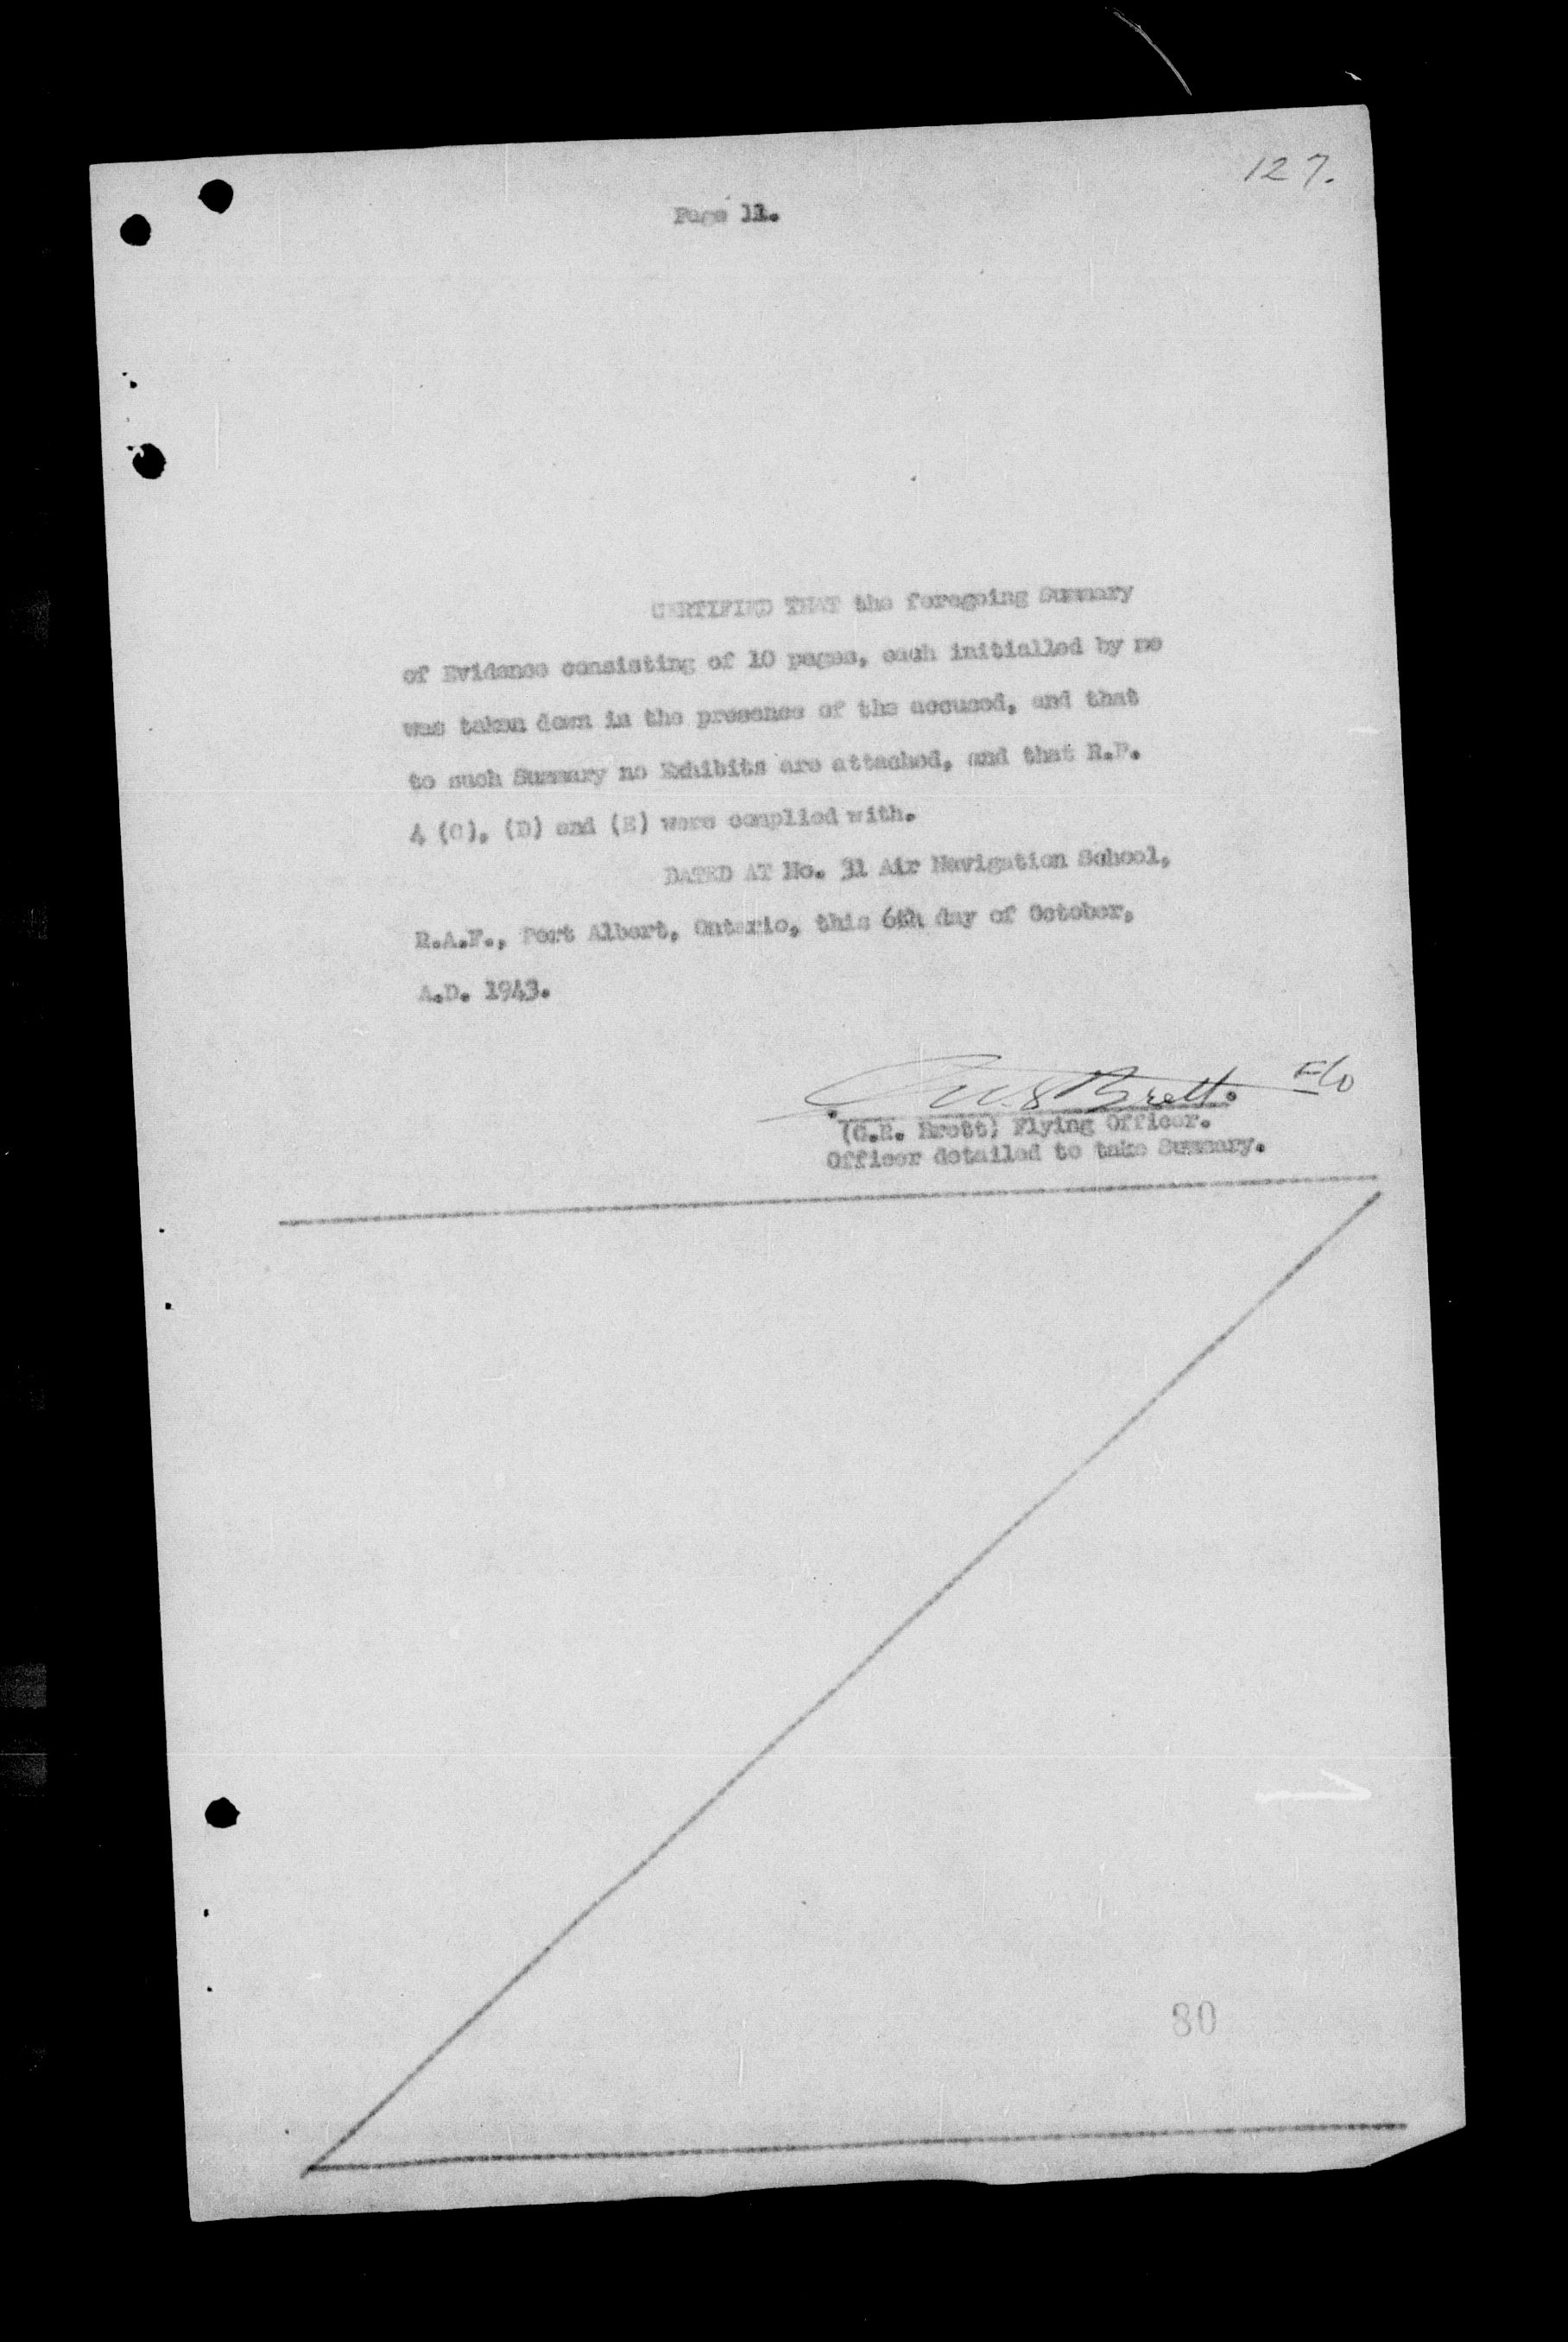 127.
Page 11.
CERTIFIED THAT the foregoing Summary
of Evidence consisting of 10 pages, each initialled by me
was taken down in the presence of the accused, and that
to such Summary no Exhibits are attached, and that R.P.
4 (C), (D) and (E) were complied with.
DATED AT No. 31 Air Navigation School,
R.A.F., Port Albert, Ontario, this 6th day of October,
A.D. 1943.
Brett. F/O
Brett) Flying Officer.
Officer detailed to take Summary.
80